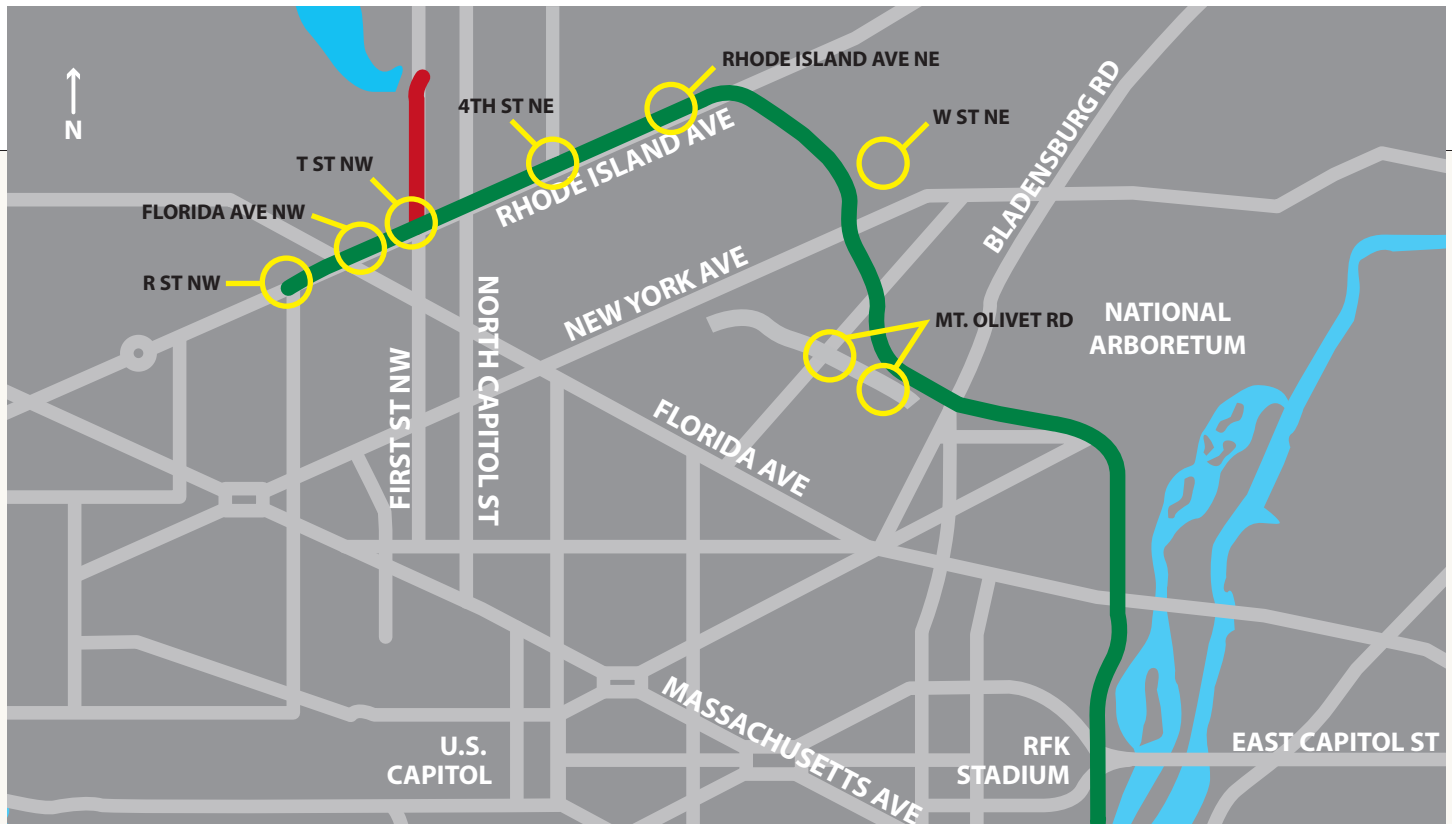 RHODE ISLAND AVE NE
4TH ST NE
W ST NE
N
T ST NW
RHODE ISLAND AVE
BLADENSBURG RD
FLORIDA AVE NW
R ST NW
NEW YORK AVE
NORTH CAPITOL ST
FIRST ST NW
MT. OLIVET RD
NATIONAL
ARBORETUM
FLORIDA AVE
MASSACHUSETTS AVE
U.S.
CAPITOL
RFK
STADIUM
EAST CAPITOL ST